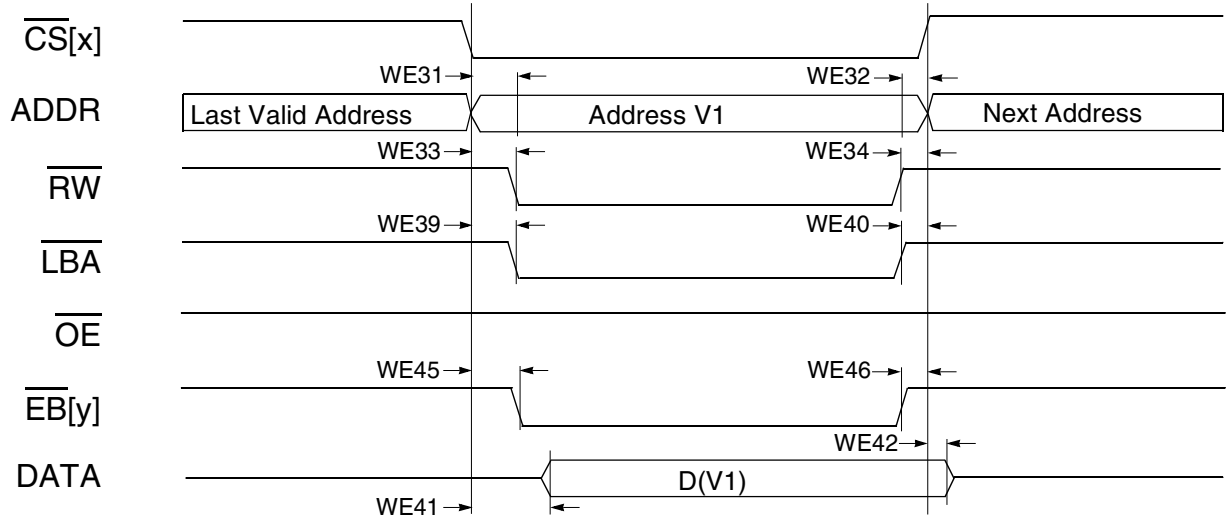 CS[x]
WE31 WE32
ADDR Last Valid Address Address V1 Next Address
WE33 WE34
RW
WE39 WE40
LBA
OE
WE45 WE46
EB[y]
WE42
DATA D(V1)
WE41